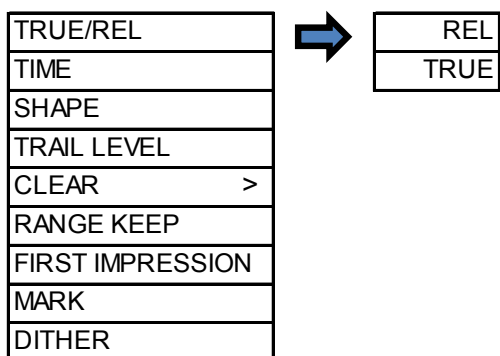 TRUE/REL
TIME
SHAPE
TRAIL LEVEL
CLEAR >
RANGE KEEP
FIRST IMPRESSION
MARK
DITHER
REL
TRUE